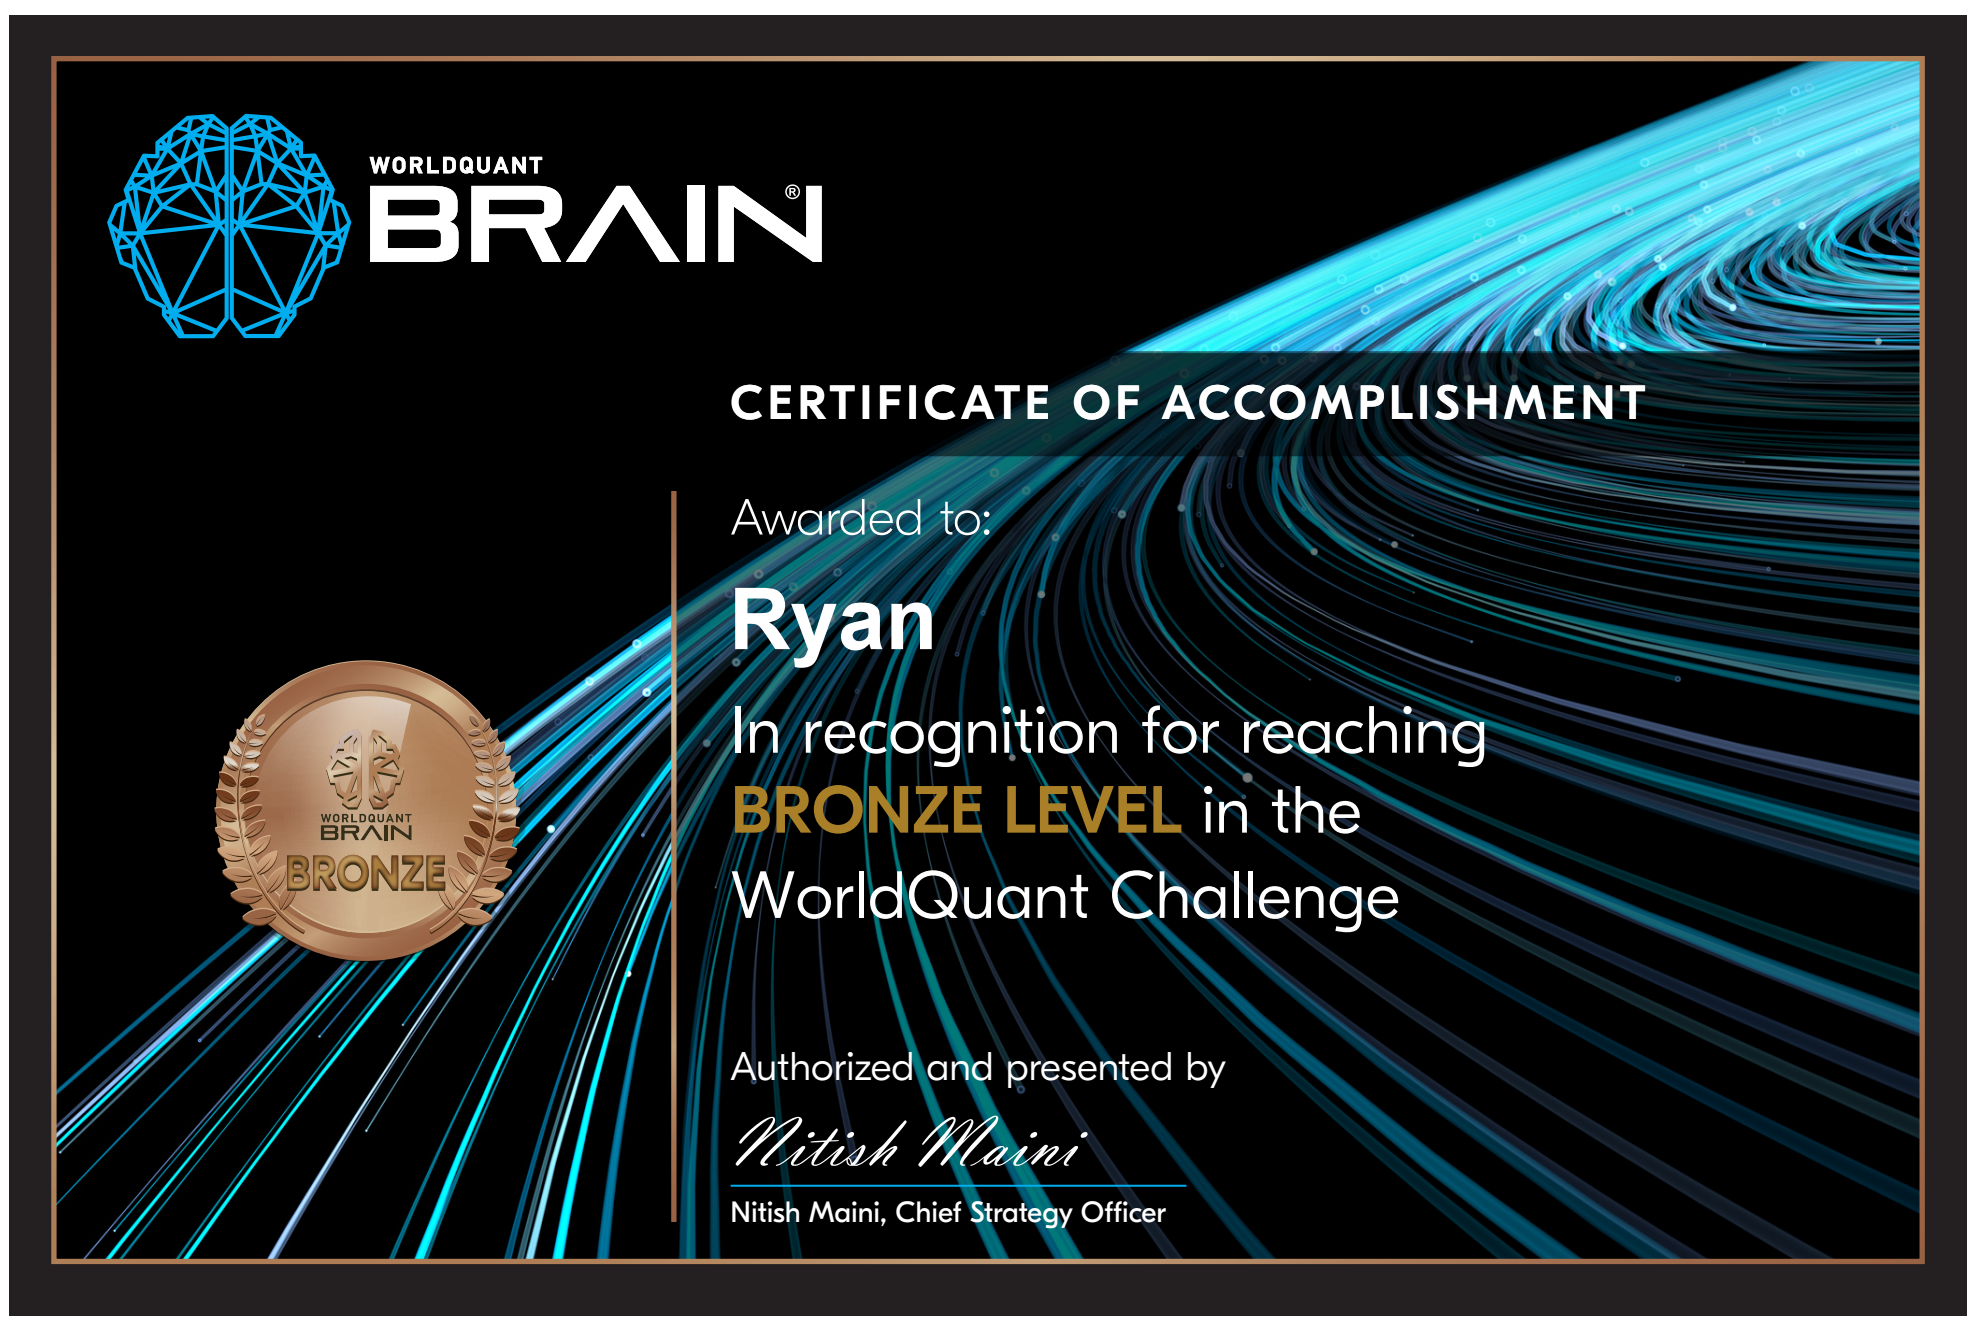 WORLDQUANT
BRAIN®
CERTIFICATE OF ACCOMPLISHMENT
Awarded to:
Ryan
In recognition for reaching
BRONZE LEVEL in the
WorldQuant Challenge
WORLDQUANT
BRAIN
BRONZE
Authorized and presented by
Nitish Maini
Nitish Maini, Chief Strategy Officer